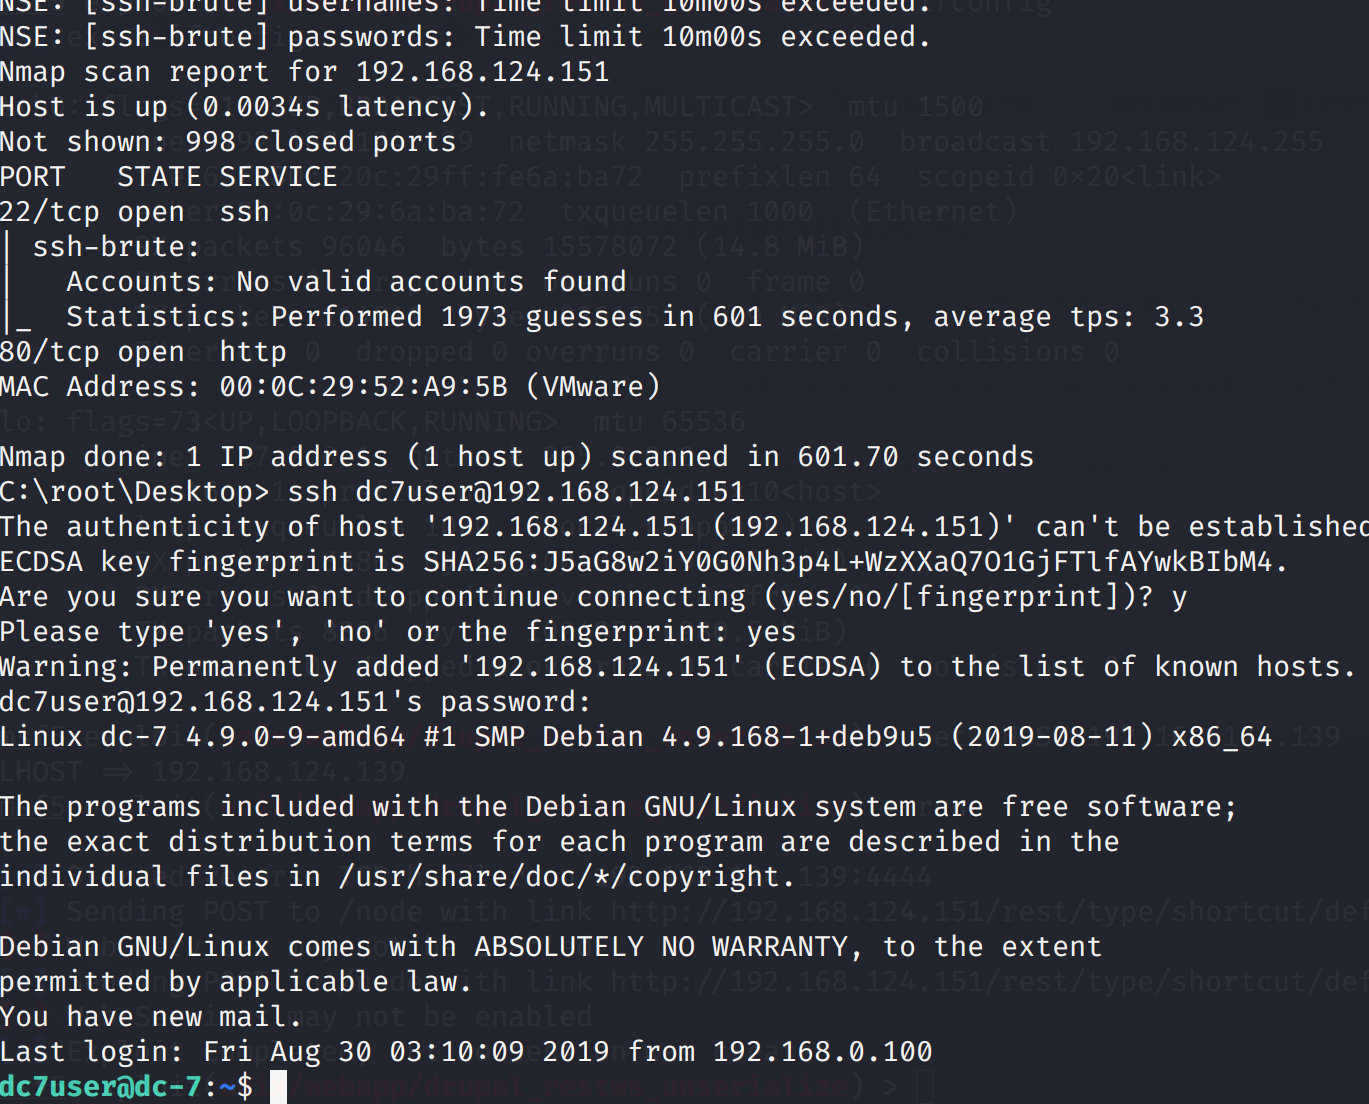 NSE: [ssh-brute] usernames: Time limit 10m00s exceeded.
NSE: [ssh-brute] passwords: Time limit 10m00s exceeded.
Nmap scan report for 192.168.124.151
Host is up (0.0034s latency).
Not shown: 998 closed ports
PORT   STATE SERVICE
22/tcp open  ssh
| ssh-brute:
|   Accounts: No valid accounts found
|_  Statistics: Performed 1973 guesses in 601 seconds, average tps: 3.3
80/tcp open  http
MAC Address: 00:0C:29:52:A9:5B (VMware)
Nmap done: 1 IP address (1 host up) scanned in 601.70 seconds
C:\root\Desktop> ssh dc7user@192.168.124.151
The authenticity of host '192.168.124.151 (192.168.124.151)' can't be established
ECDSA key fingerprint is SHA256:J5aG8w2iY0G0Nh3p4L+WzXXaQ7O1GjFTlfAYwkBIbM4.
Are you sure you want to continue connecting (yes/no/[fingerprint])? y
Please type 'yes', 'no' or the fingerprint: yes
Warning: Permanently added '192.168.124.151' (ECDSA) to the list of known hosts.
dc7user@192.168.124.151's password:
Linux dc-7 4.9.0-9-amd64 #1 SMP Debian 4.9.168-1+deb9u5 (2019-08-11) x86_64
The programs included with the Debian GNU/Linux system are free software;
the exact distribution terms for each program are described in the
individual files in /usr/share/doc/*/copyright.
Debian GNU/Linux comes with ABSOLUTELY NO WARRANTY, to the extent
permitted by applicable law.
You have new mail.
Last login: Fri Aug 30 03:10:09 2019 from 192.168.0.100
dc7user@dc-7:~$